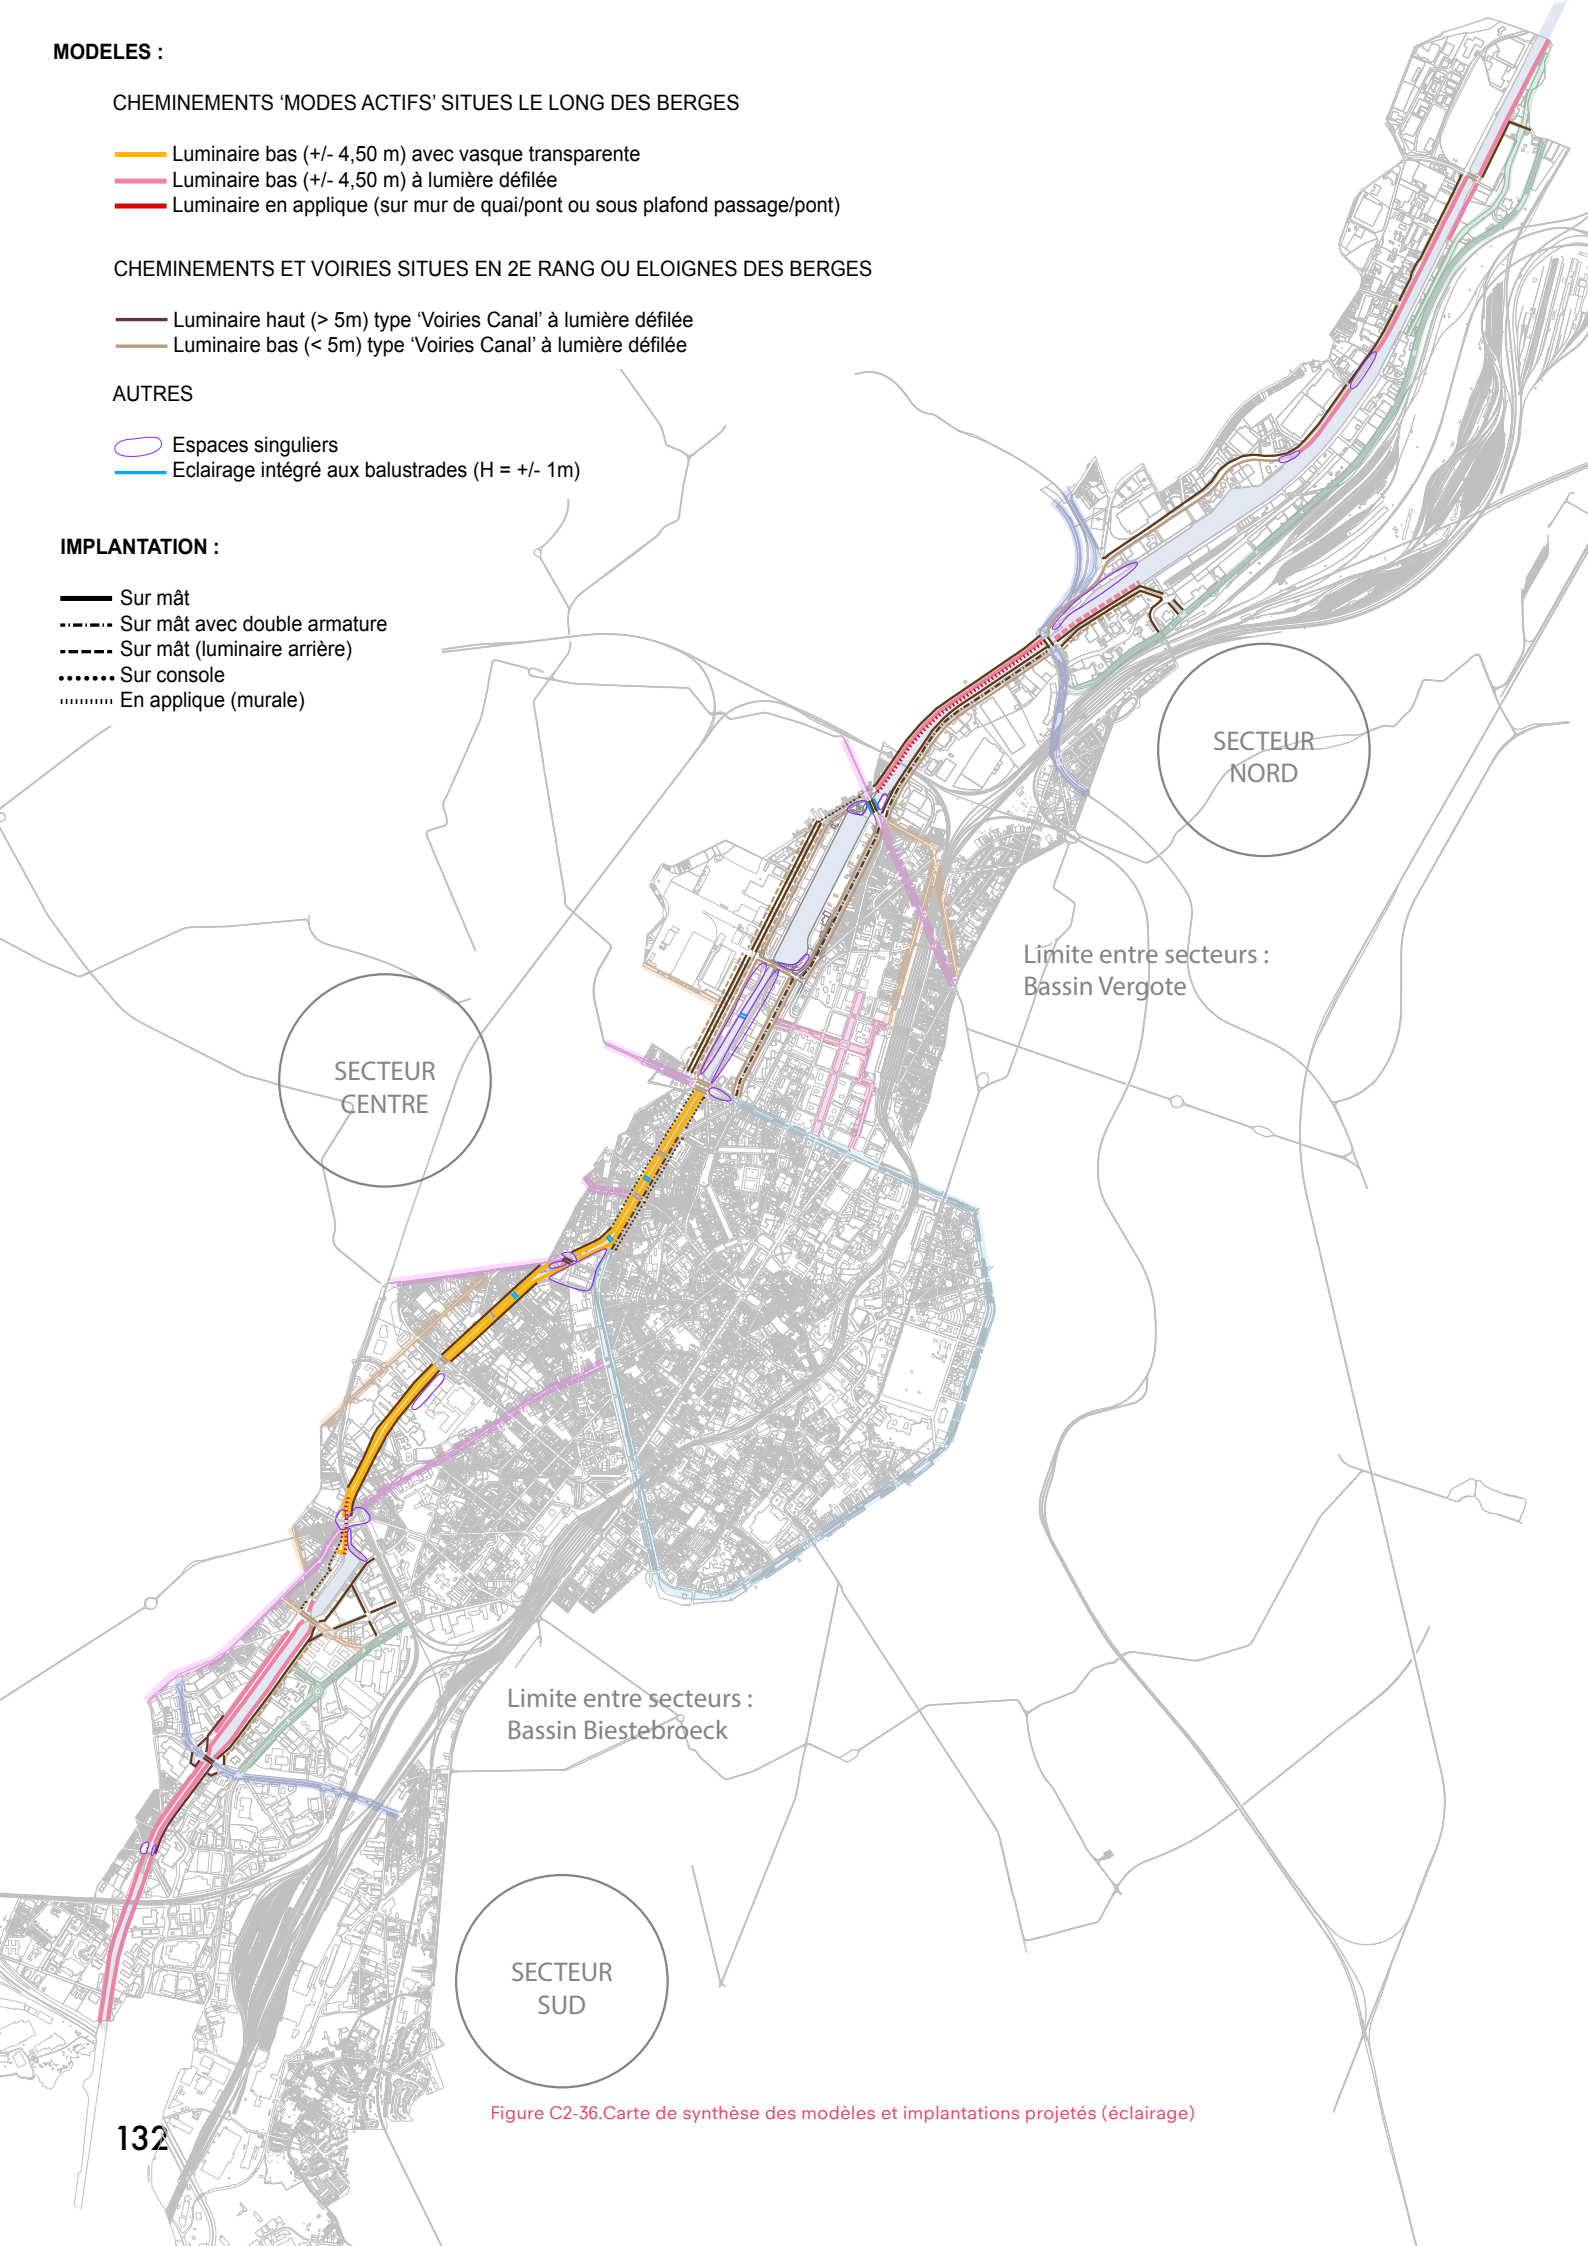 MODELES :
CHEMINEMENTS ‘MODES ACTIFS’ SITUES LE LONG DES BERGES
Luminaire bas (+/- 4,50 m) avec vasque transparente
Luminaire bas (+/- 4,50 m) à lumière défilée
Luminaire en applique (sur mur de quai/pont ou sous plafond passage/pont)
CHEMINEMENTS ET VOIRIES SITUES EN 2E RANG OU ELOIGNES DES BERGES
Luminaire haut (> 5m) type ‘Voiries Canal’ à lumière défilée
Luminaire bas (< 5m) type ‘Voiries Canal’ à lumière défilée
AUTRES
Espaces singuliers
Eclairage intégré aux balustrades (H = +/- 1m)
IMPLANTATION :
Sur mât
Sur mât avec double armature
Sur mât (luminaire arrière)
Sur console
En applique (murale)
SECTEUR
NORD
Limite entre secteurs :
Bassin Vergote
SECTEUR
CENTRE
Limite entre secteurs :
Bassin Biestebroeck
SECTEUR
SUD
Figure C2-36.Carte de synthèse des modèles et implantations projetés (éclairage)
132